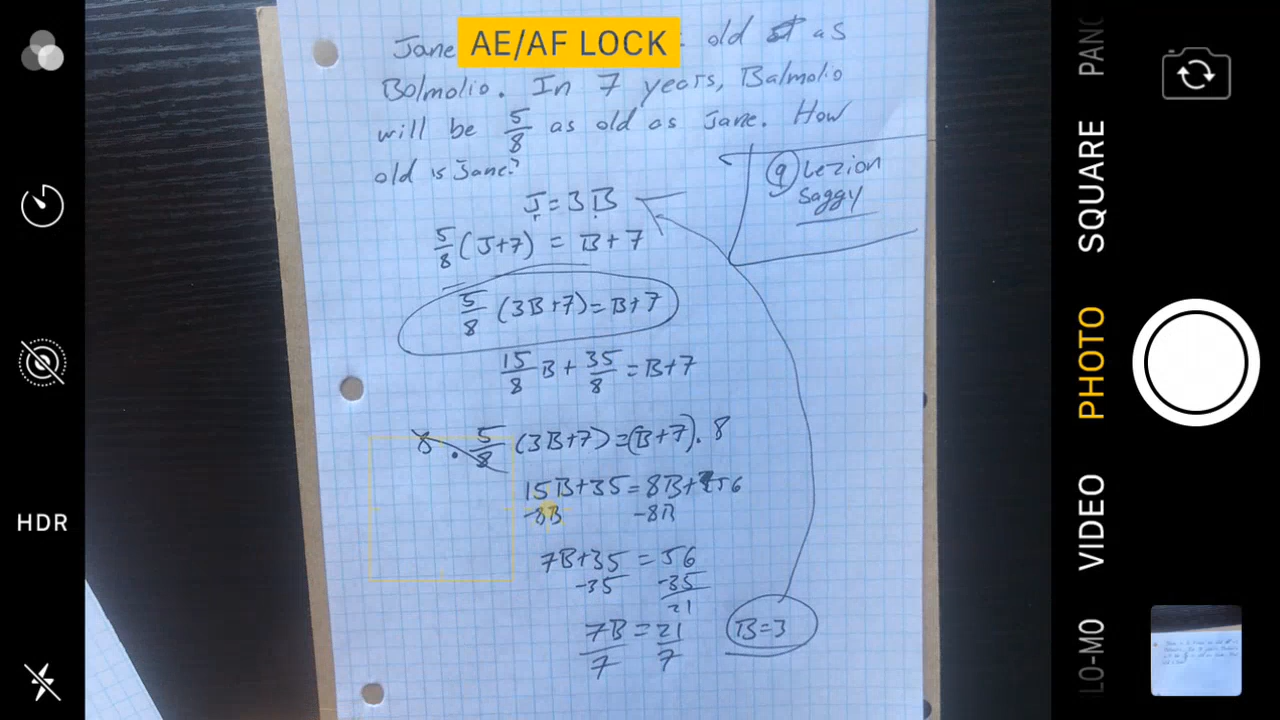 Jane AE/AF LOCK old as
Bolmolio. In 7 years, Balmolio
will be 5/8 as old as Jane. How
old is Jane?
9 Lezion
Saggy
J = 3B
5/8 (J+7) = B+7
5/8 (3B+7) = B+7
15/8 B + 35/8 = B+7
8 · 5/8 (3B+7) = (B+7) · 8
15B+35 = 8B+56
-8B -8B
7B+35 = 56
-35 -35
21
7B = 21 B=3
7 7
HDR
PANO
SQUARE
PHOTO
VIDEO
LO-MO